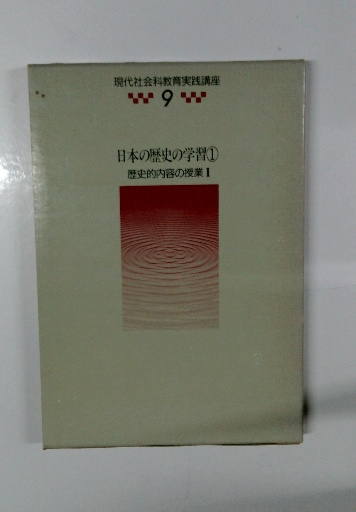 現代社会科教育実践講座
9
日本の歴史の学習①
歴史的内容の授業Ⅰ